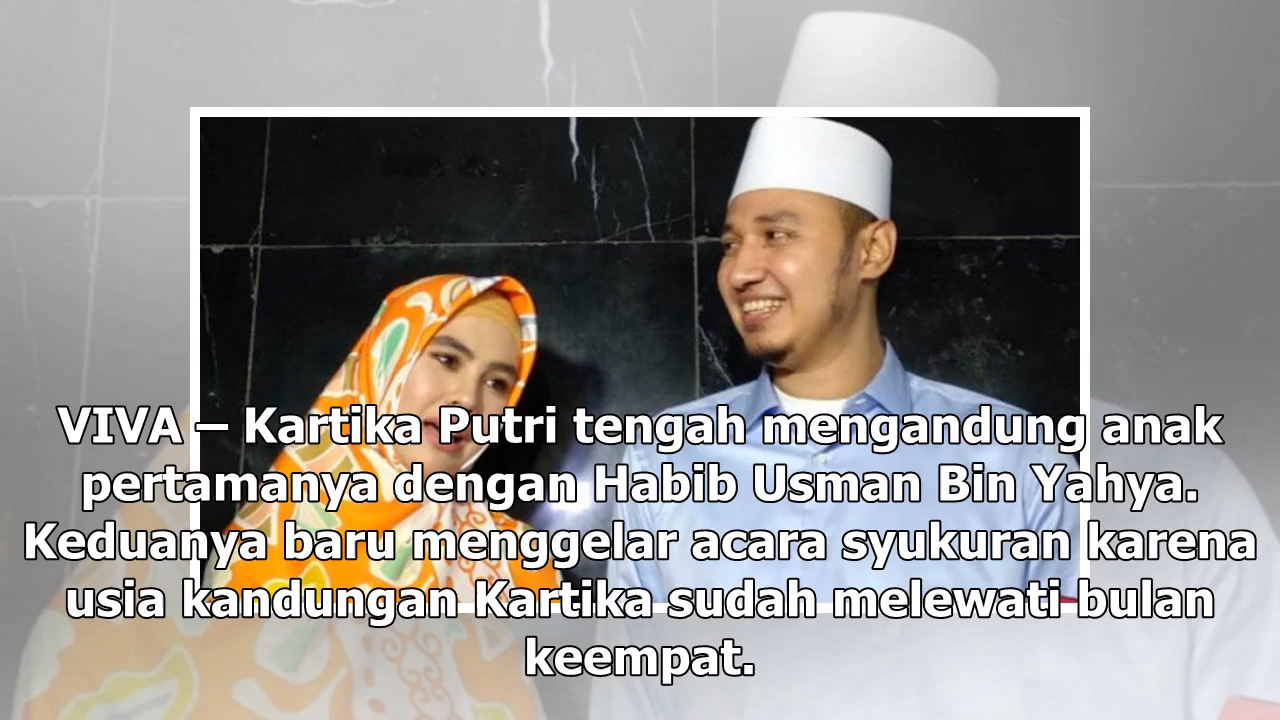 VIVA – Kartika Putri tengah mengandung anak
pertamanya dengan Habib Usman Bin Yahya.
Keduanya baru menggelar acara syukuran karena
usia kandungan Kartika sudah melewati bulan
keempat.